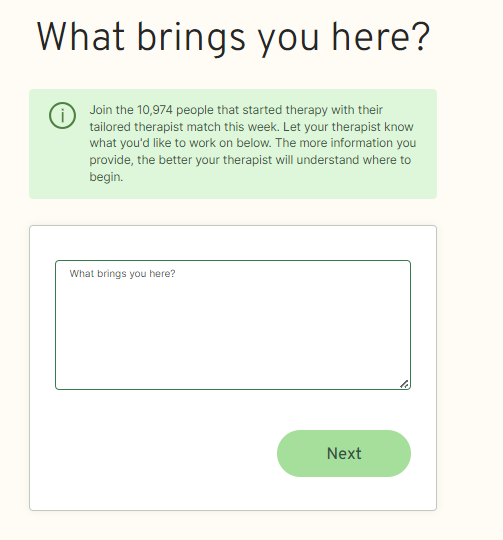 What brings you here?
Join the 10,974 people that started therapy with their
tailored therapist match this week. Let your therapist know
what you'd like to work on below. The more information you
provide, the better your therapist will understand where to
begin.
What brings you here?
Next